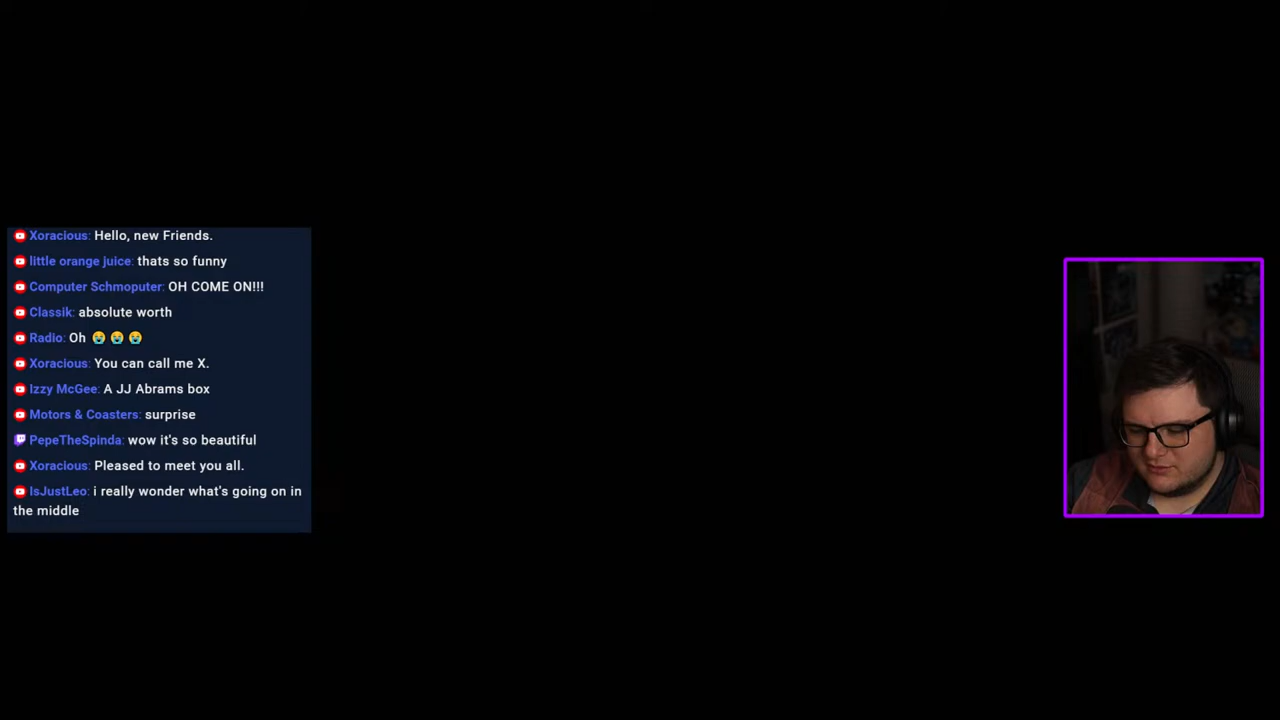 Xoracious: Hello, new Friends.
little orange juice: thats so funny
Computer Schmoputer: OH COME ON!!!
Classik: absolute worth
Radio: Oh 😭 😭 😭
Xoracious: You can call me X.
Izzy McGee: A JJ Abrams box
Motors & Coasters: surprise
PepeTheSpinda: wow it's so beautiful
Xoracious: Pleased to meet you all.
IsJustLeo: i really wonder what's going on in
the middle